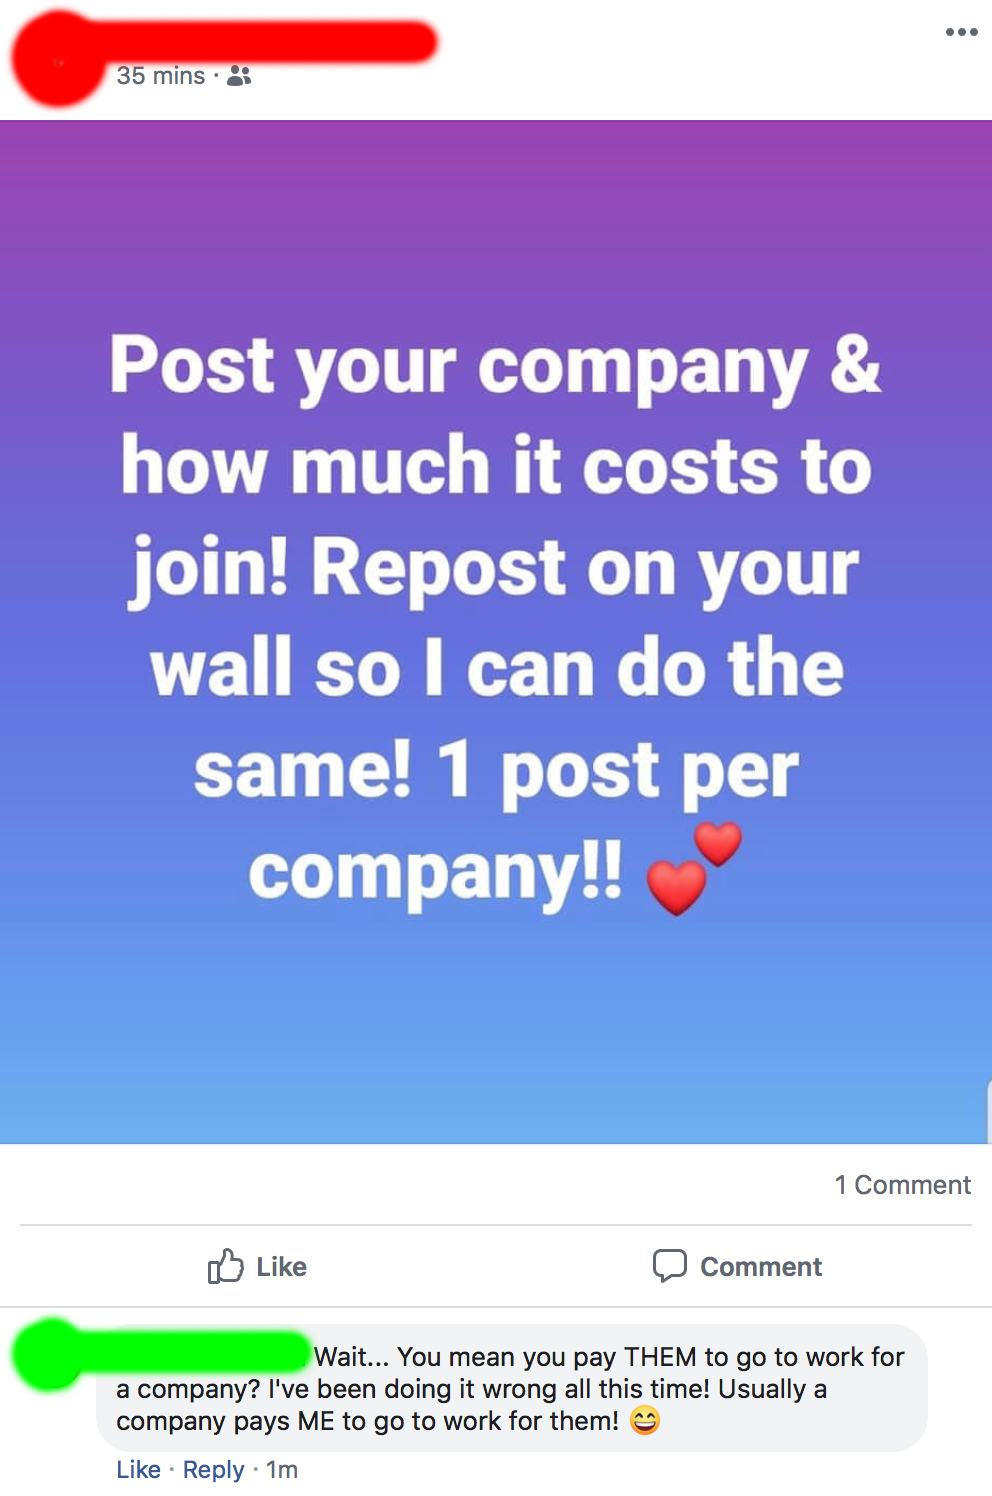 35 mins ·
Post your company &
how much it costs to
join! Repost on your
wall so I can do the
same! 1 post per
company!! 💕
1 Comment
Like
Comment
Wait... You mean you pay THEM to go to work for
a company? I've been doing it wrong all this time! Usually a
company pays ME to go to work for them! 😄
Like · Reply · 1m